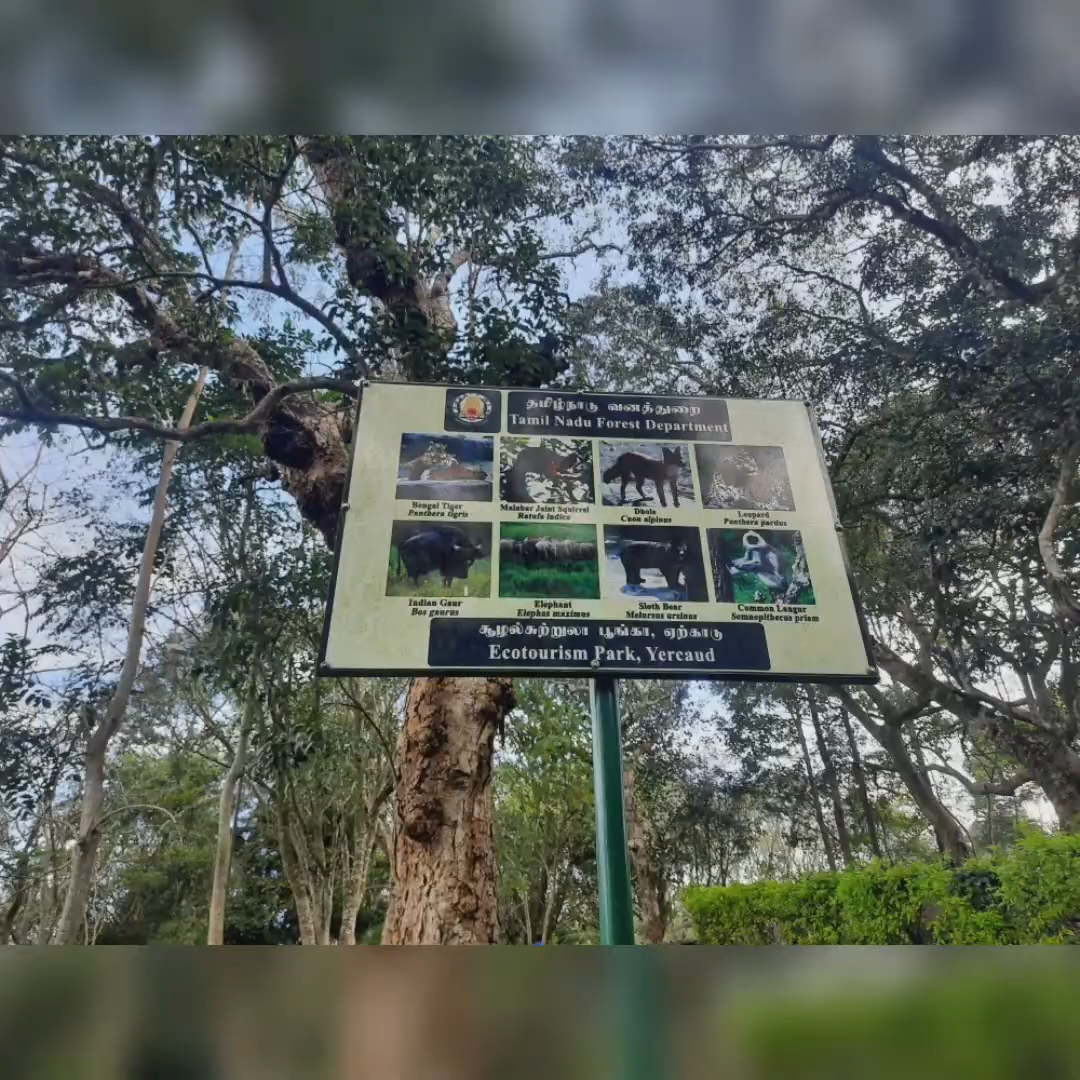 தமிழ்நாடு வனத்துறை
Tamil Nadu Forest Department
Bengal Tiger
Panthera tigris
Malabar Jaint Squirrel
Ratufa indica
Dhole
Cuon alpinus
Leopard
Panthera pardus
Indian Gaur
Bos gaurus
Elephant
Elephas maximus
Sloth Bear
Melursus ursinus
Common Langur
Semnopithecus priam
சூழல்சுற்றுலா பூங்கா, ஏற்காடு
Ecotourism Park, Yercaud